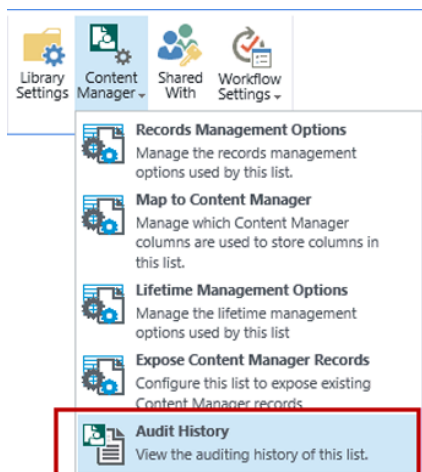 Library Settings
Content Manager
Shared With
Workflow Settings
Records Management Options
Manage the records management
options used by this list.
Map to Content Manager
Manage which Content Manager
columns are used to store columns in
this list.
Lifetime Management Options
Manage the lifetime management
options used by this list
Expose Content Manager Records
Configure this list to expose existing
Content Manager records
Audit History
View the auditing history of this list.